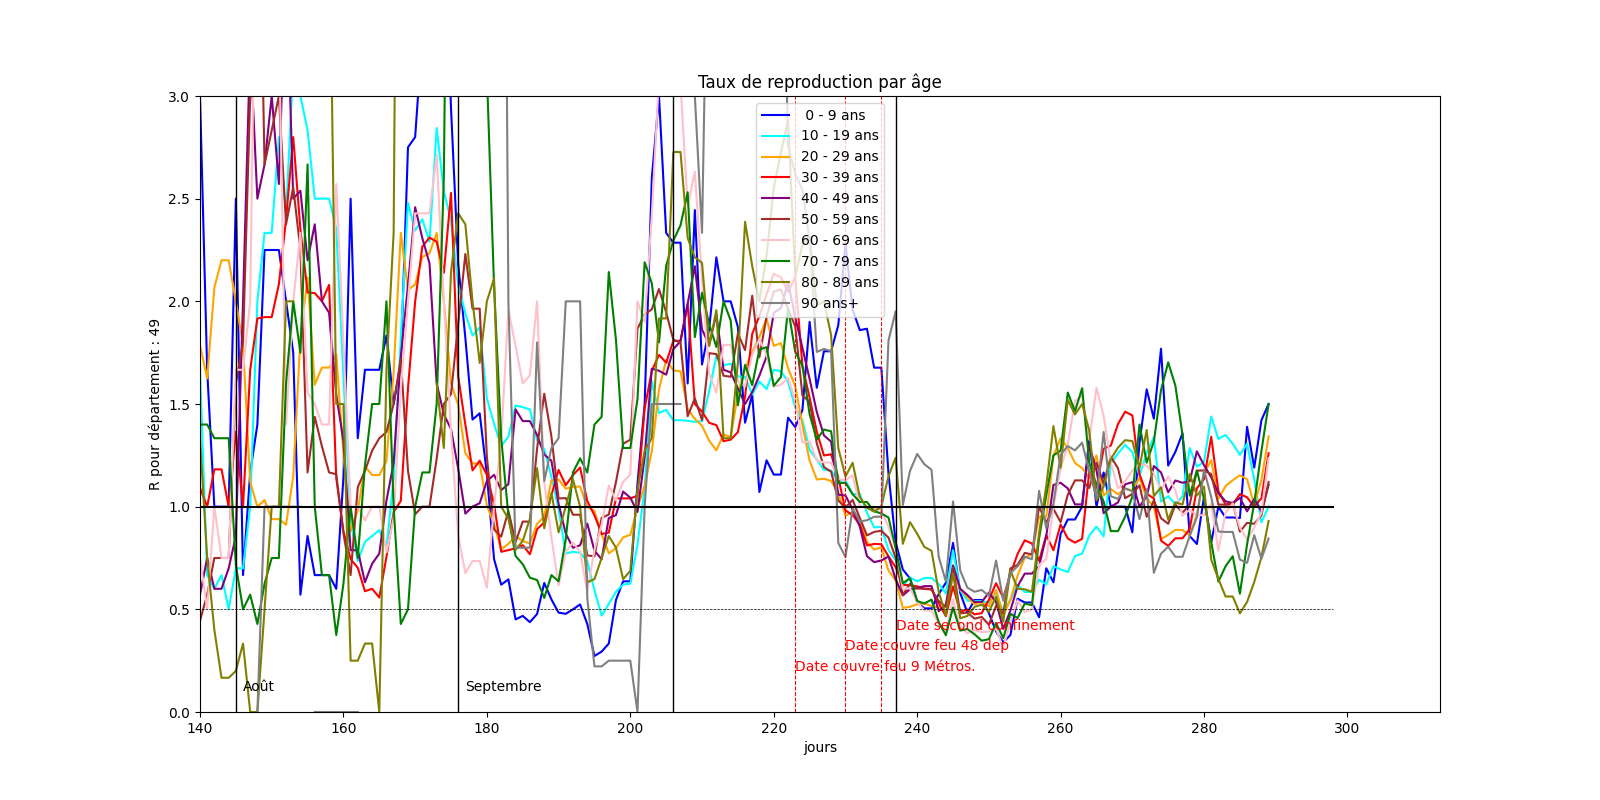 Taux de reproduction par âge
R pour département : 49
3.0
2.5
2.0
1.5
1.0
0.5
0.0
0 - 9 ans
10 - 19 ans
20 - 29 ans
30 - 39 ans
40 - 49 ans
50 - 59 ans
60 - 69 ans
70 - 79 ans
80 - 89 ans
90 ans+
Date second confinement
Date couvre feu 48 dep
Date couvre feu 9 Métros.
Août
Septembre
140 160 180 200 220 240 260 280 300
jours